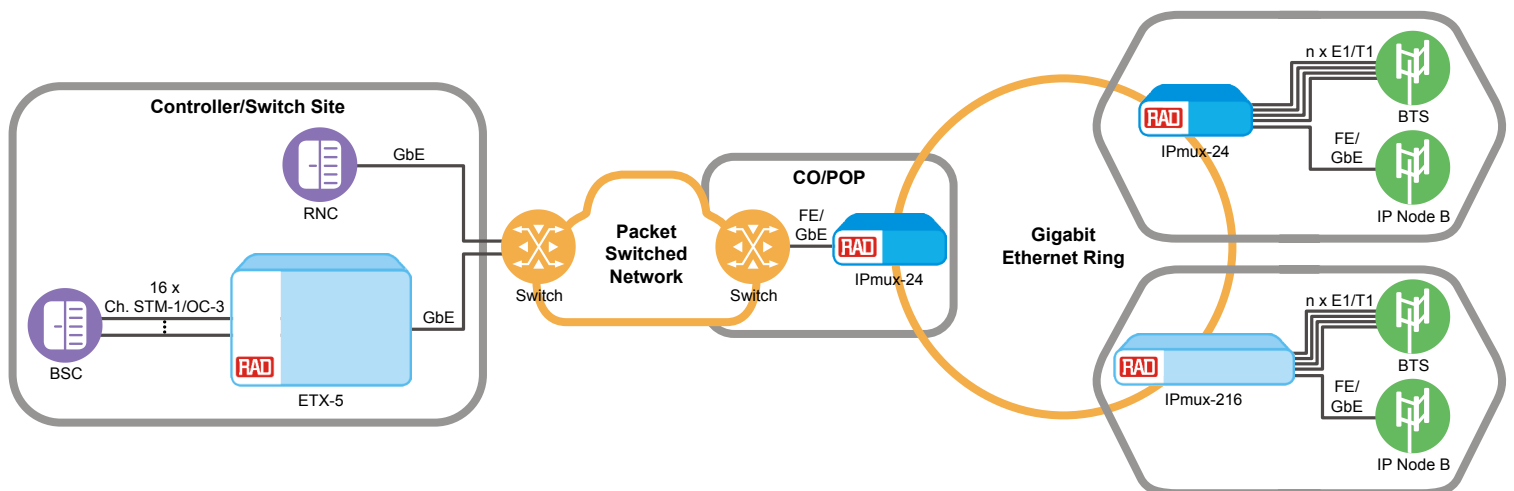 Controller/Switch Site
GbE
RNC
16 x
Ch. STM-1/OC-3
BSC
RAD
ETX-5
GbE
Switch
Packet
Switched
Network
Switch
CO/POP
FE/
GbE
RAD
IPmux-24
Gigabit
Ethernet Ring
n x E1/T1
BTS
RAD
IPmux-24
FE/
GbE
IP Node B
n x E1/T1
BTS
RAD
IPmux-216
FE/
GbE
IP Node B